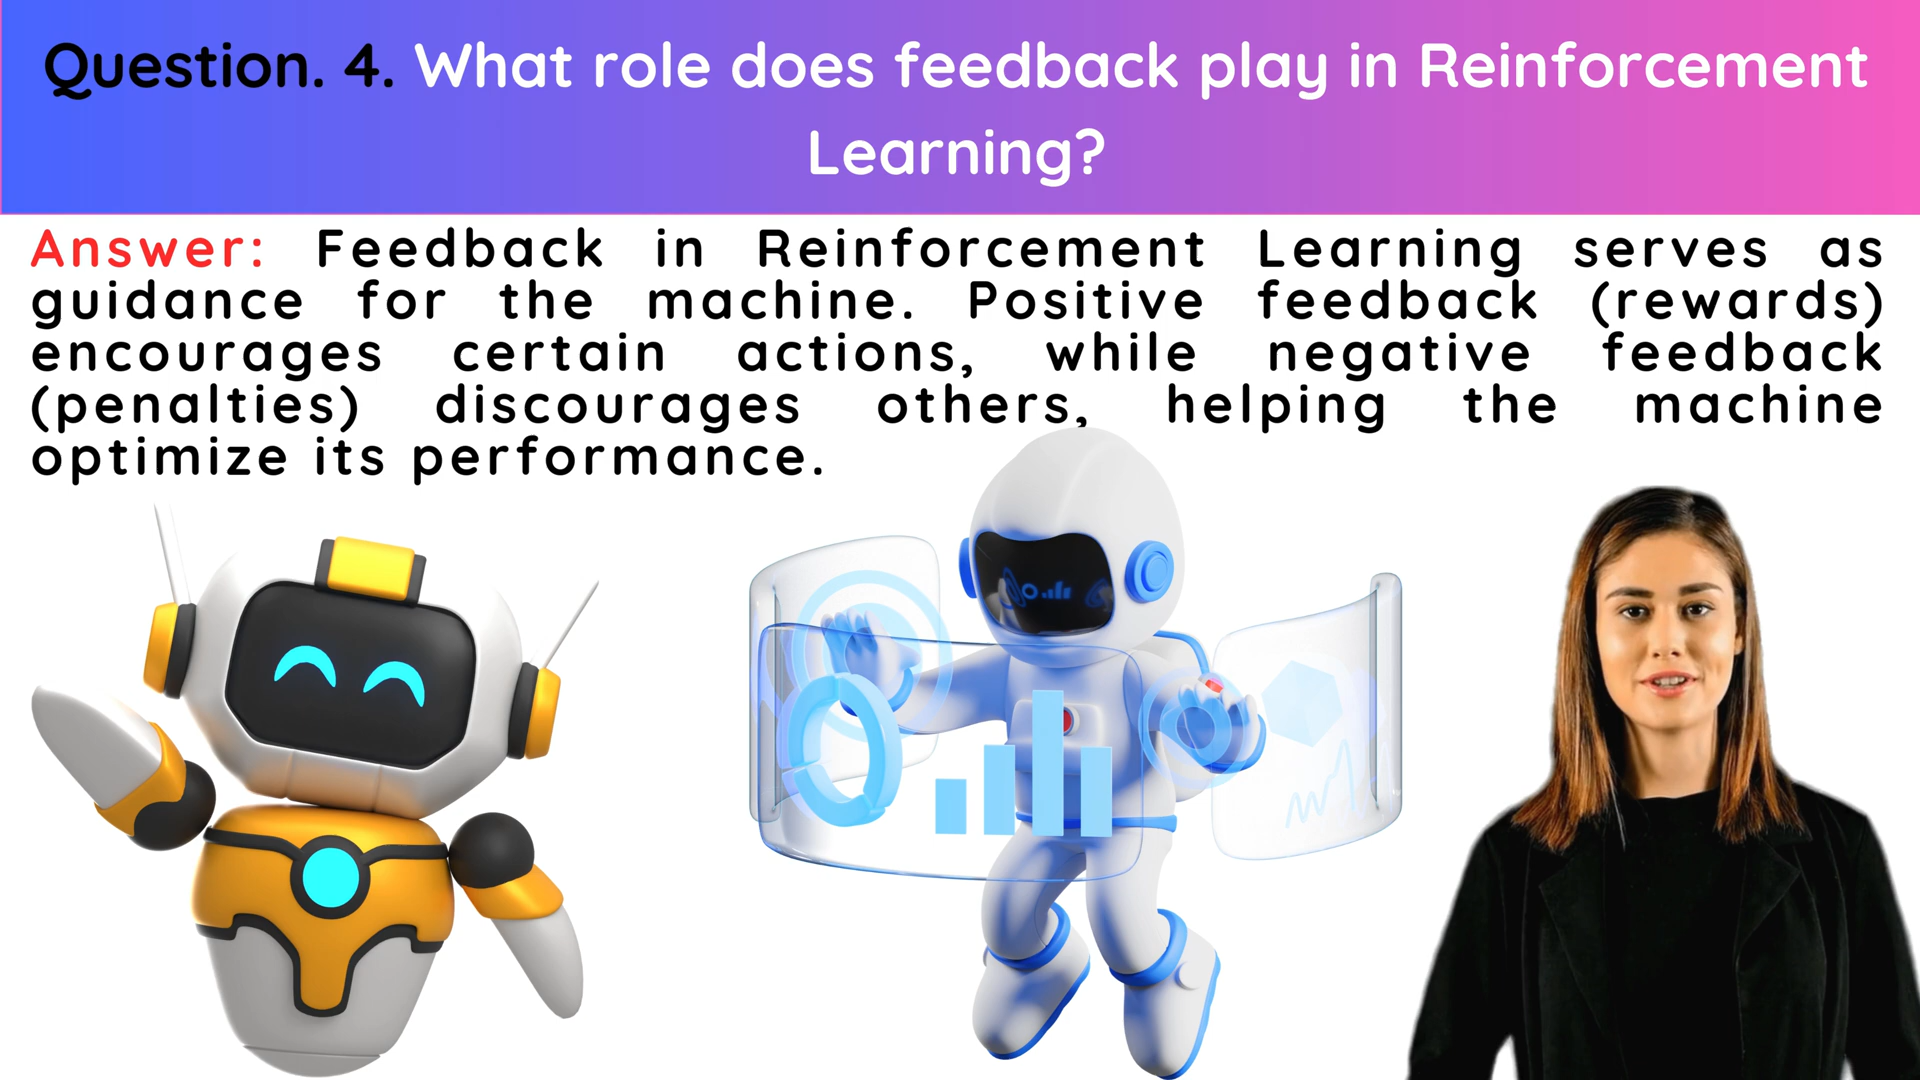 Question. 4. What role does feedback play in Reinforcement
Learning?
Answer: Feedback in Reinforcement Learning serves as
guidance for the machine. Positive feedback (rewards)
encourages certain actions, while negative feedback
(penalties) discourages others, helping the machine
optimize its performance.